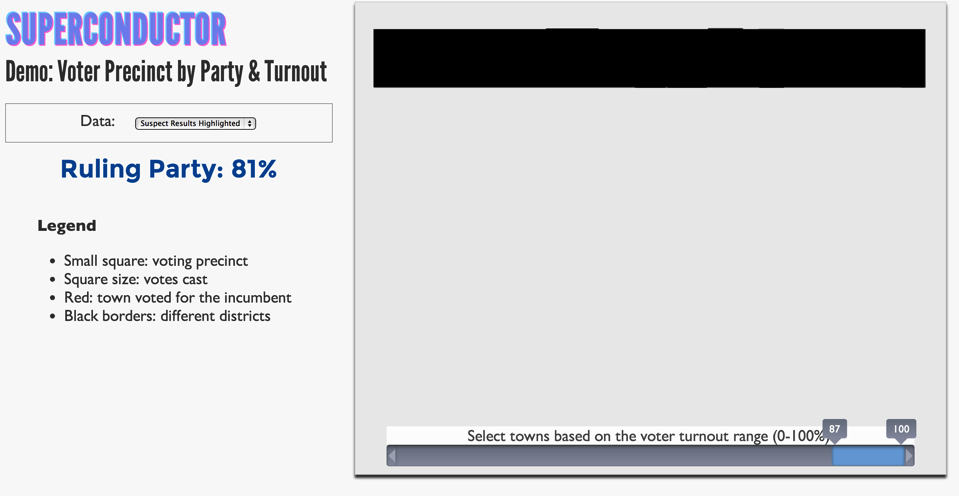 SUPERCONDUCTOR
Demo: Voter Precinct by Party & Turnout
Data: Suspect Results Highlighted
Ruling Party: 81%
Legend
• Small square: voting precinct
• Square size: votes cast
• Red: town voted for the incumbent
• Black borders: different districts
87 100
Select towns based on the voter turnout range (0-100%)